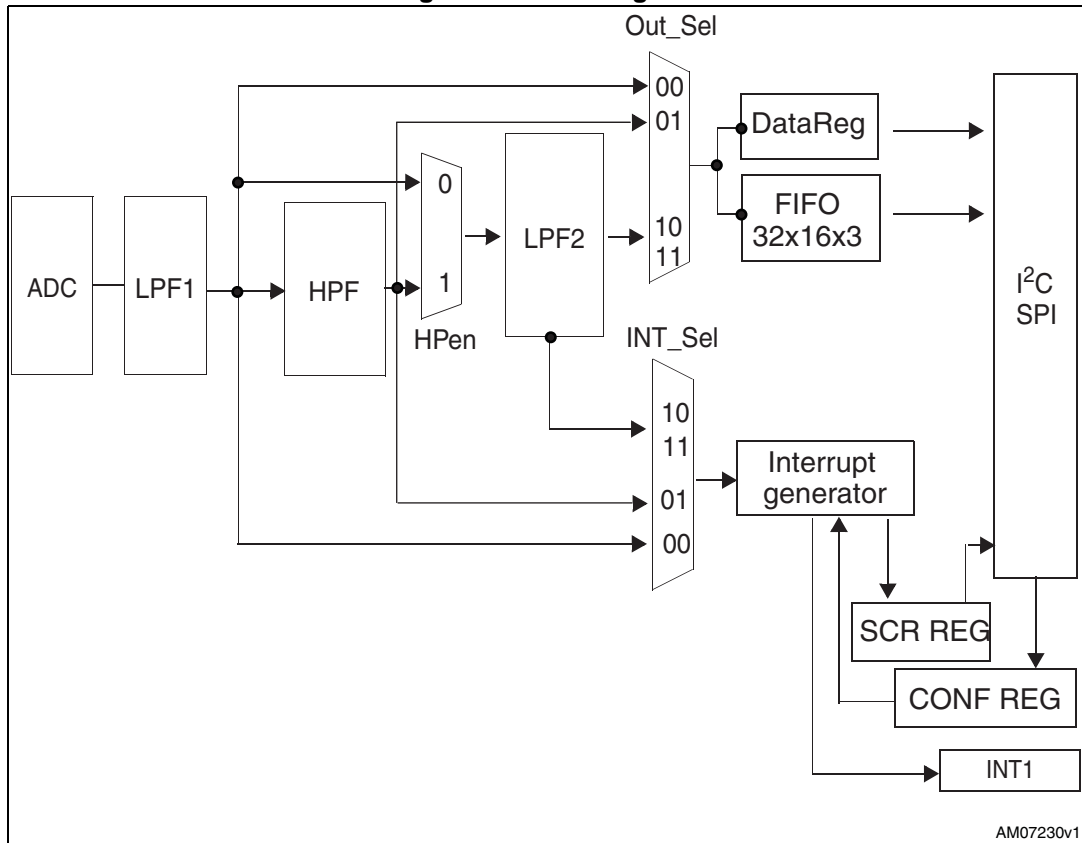 Out_Sel
00
01
DataReg
0
FIFO
32x16x3
ADC
LPF1
HPF
LPF2
10
11
I²C
SPI
1
HPen
INT_Sel
10
11
Interrupt
generator
01
00
SCR REG
CONF REG
INT1
AM07230v1